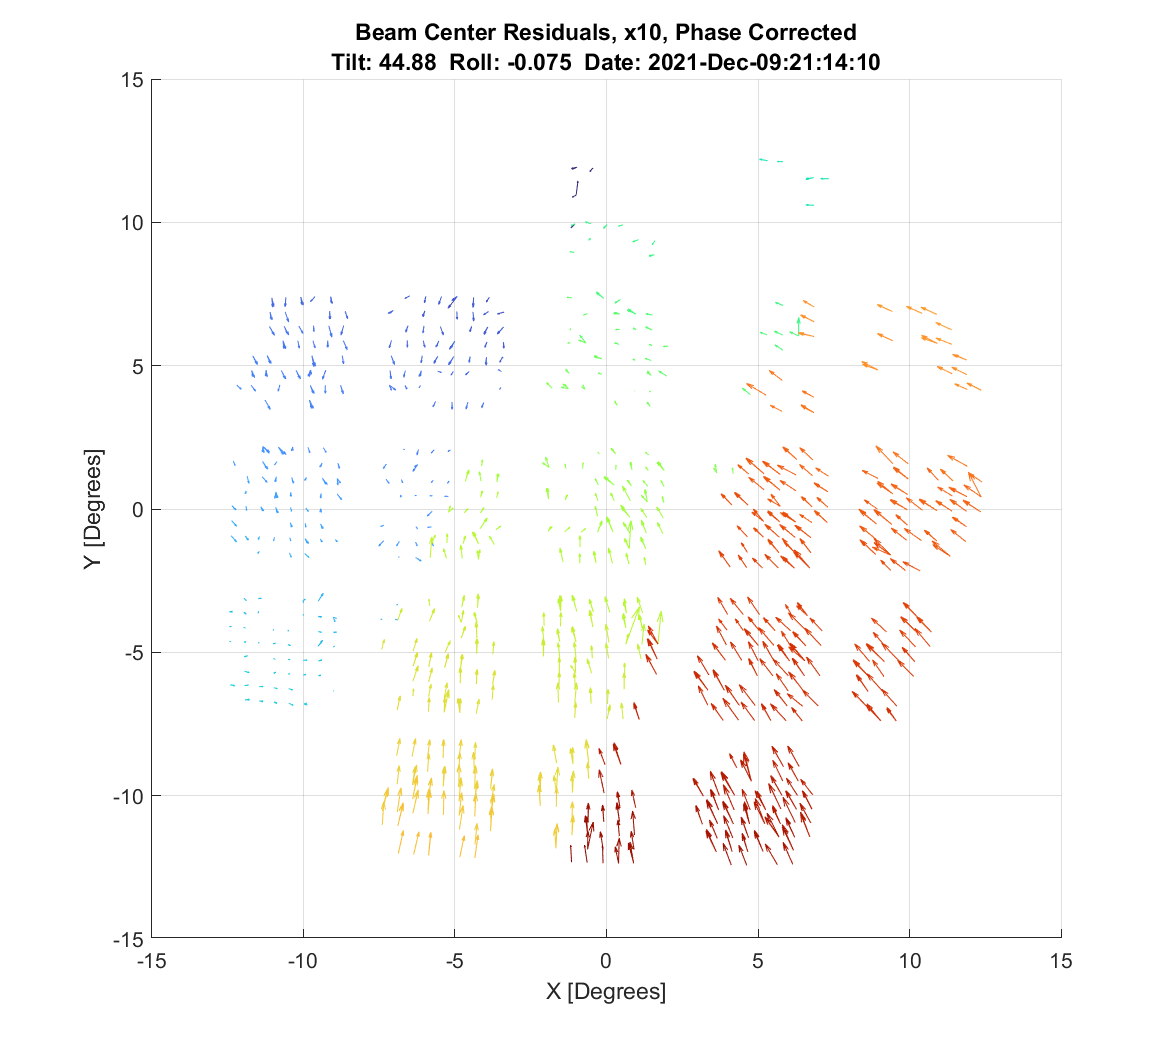 Beam Center Residuals, x10, Phase Corrected
Tilt: 44.88 Roll: -0.075 Date: 2021-Dec-09:21:14:10
15
10
5
0
-5
-10
-15
Y [Degrees]
-15 -10 -5 0 5 10 15
X [Degrees]